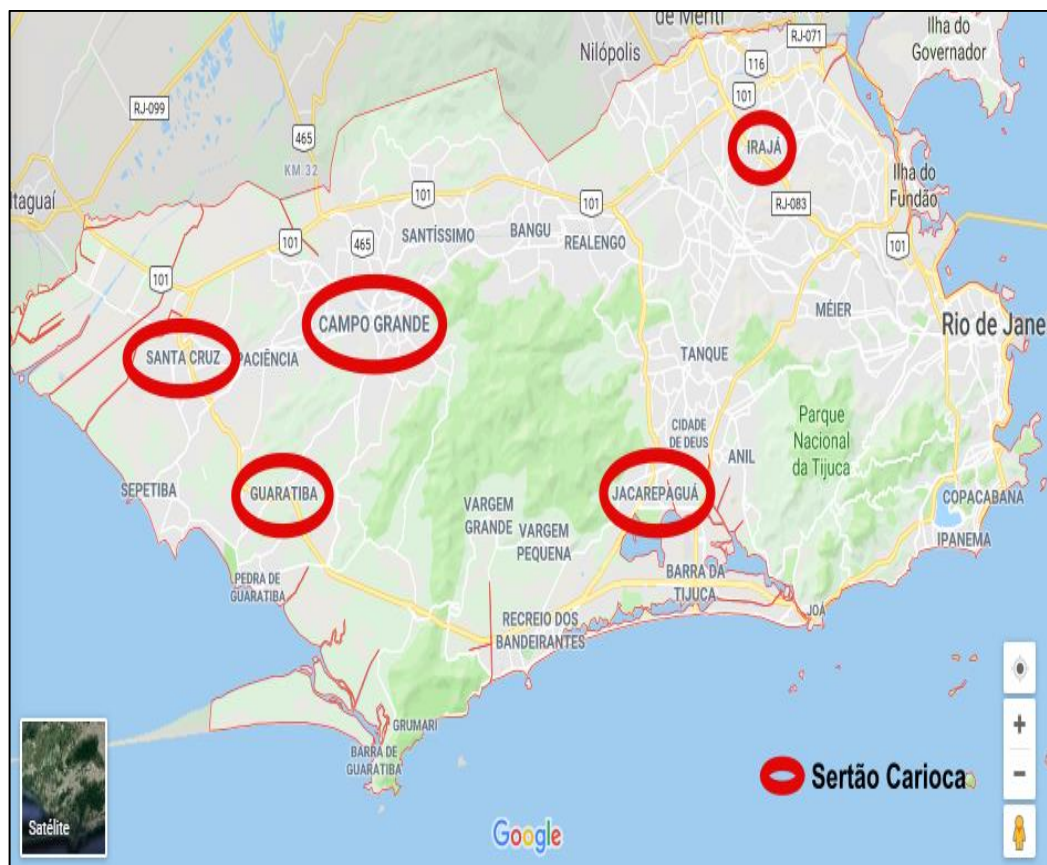 de Meriti
RJ-071
Ilha do
Governador
Nilópolis
116
RJ-099
101
465
IRAJÁ
KM 32
Itaguaí
Ilha do
Fundão
101
101
RJ-083
SANTÍSSIMO
BANGU
REALENGO
101
465
101
101
MÉIER
CAMPO GRANDE
Rio de Jane
SANTA CRUZ
PACIÊNCIA
TANQUE
CIDADE
DE DEUS
Parque
Nacional
da Tijuca
ANIL
SEPETIBA
GUARATIBA
JACAREPAGUÁ
COPACABANA
VARGEM
GRANDE
VARGEM
PEQUENA
IPANEMA
PEDRA DE
GUARATIBA
BARRA DA
TIJUCA
JOÁ
RECREIO DOS
BANDEIRANTES
GRUMARI
BARRA DE
GUARATIBA
Sertão Carioca
Satélite
Google